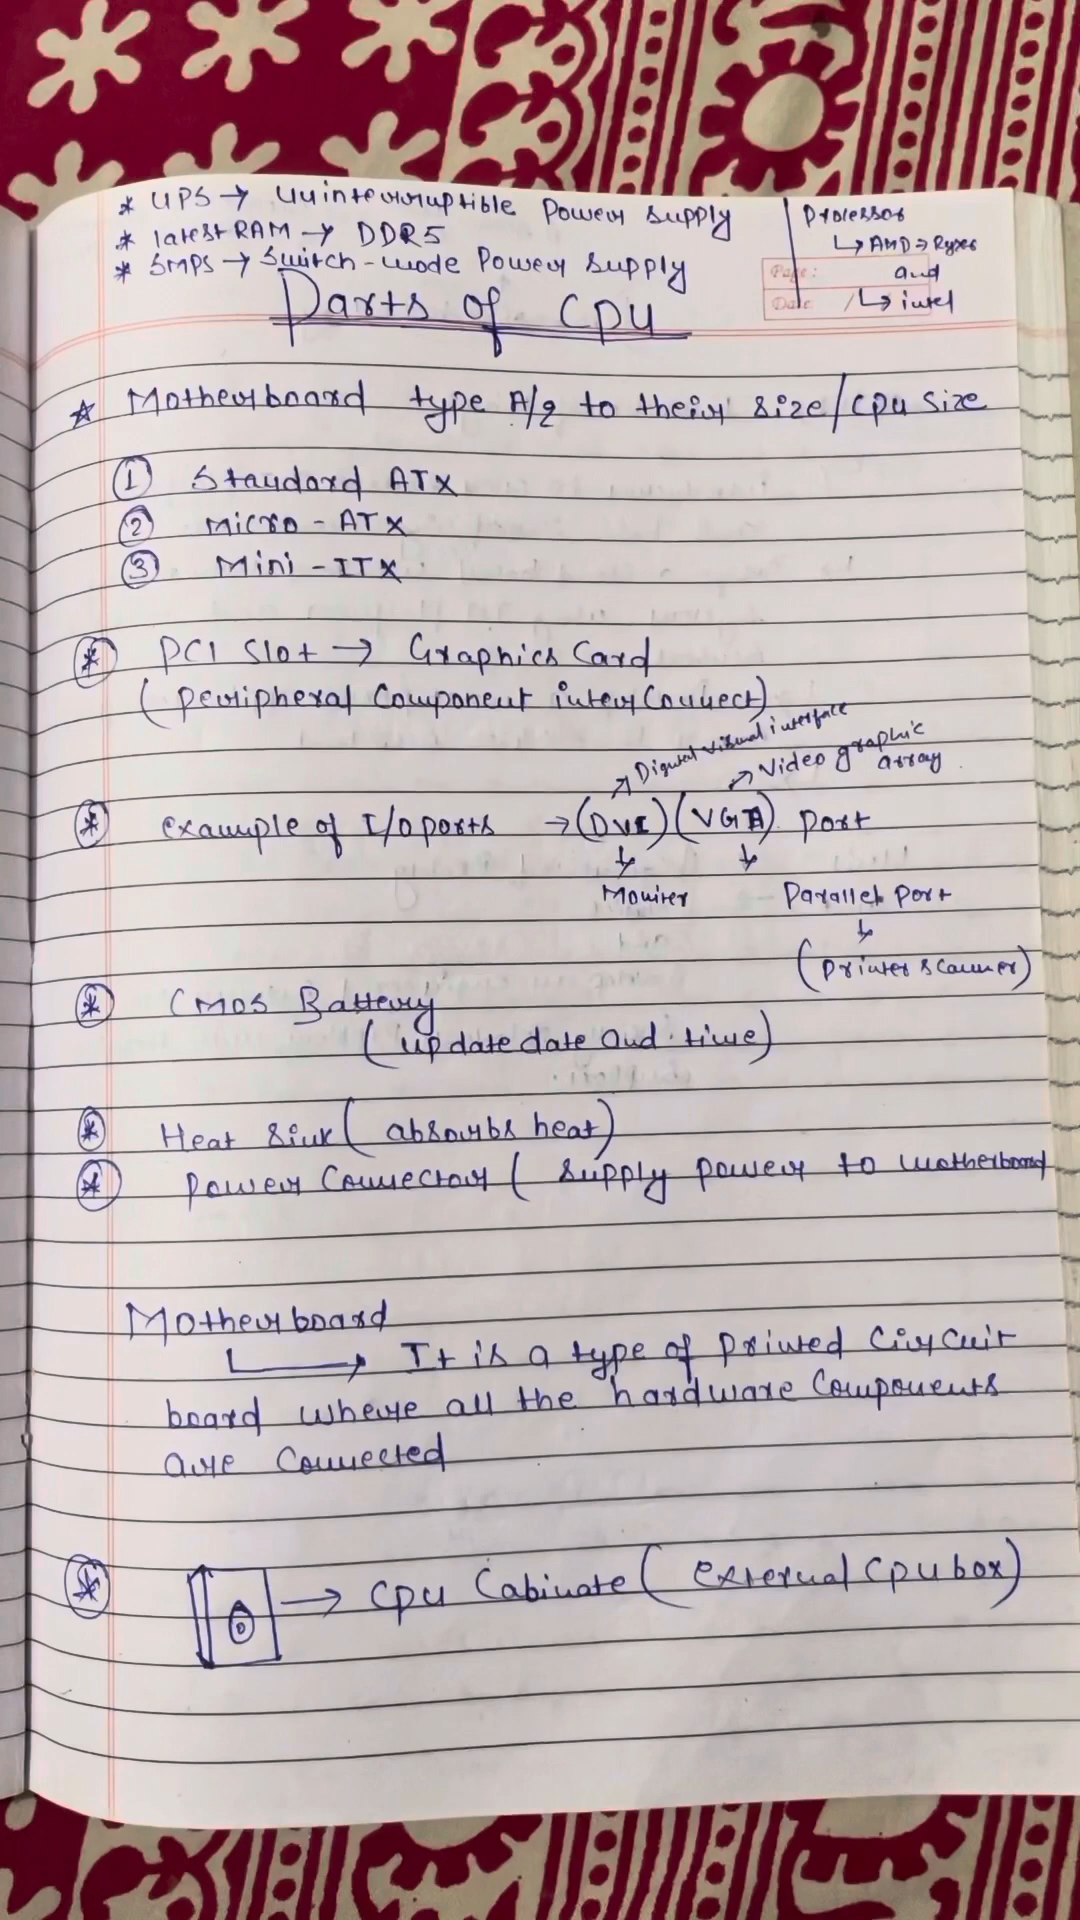 * UPS → Uninterruptible Power Supply
* latest RAM → DDR5
* SMPS → Switch-mode Power Supply
Processor
↳ AMD → Ryzen
and
↳ intel
Page:
Date: /
Parts of CPU
* Motherboard type A/2 to their size/CPU Size
① Standard ATX
② Micro-ATX
③ Mini-ITX
* PCI Slot → Graphics Card
(Peripheral Component inter Connect)
* example of I/O ports → (DVI) (VGA) port
↗ Digital visual interface
↗ Video graphic
array
↓ ↓
Moniter Parallel Port
↓
(Printer scanner)
* CMOS Battery
(update date and time)
* Heat Sink (absorbs heat)
* Power Connector (Supply power to motherboard
Motherboard
↳ It is a type of Printed Circuit
board where all the hardware Components
are Connected
* → CPU Cabinate (External CPU box)